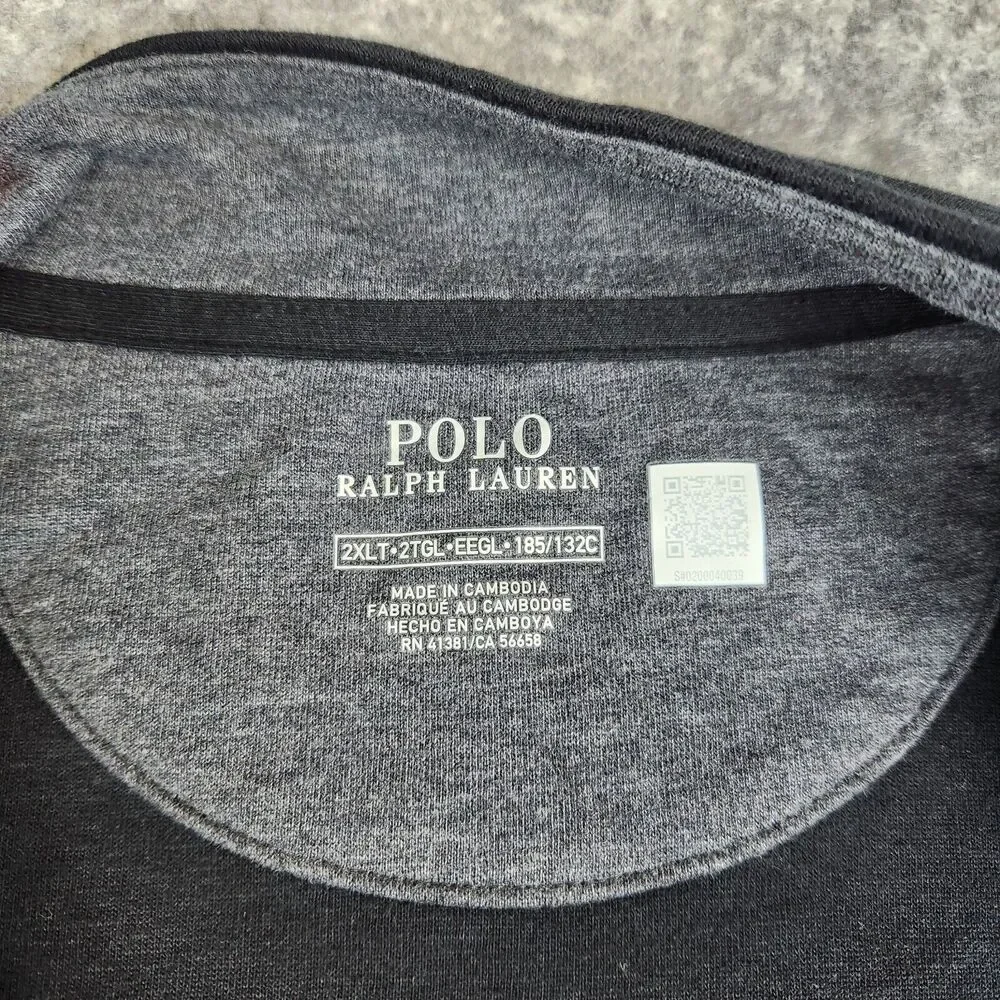 POLO
RALPH LAUREN
2XLT•2TGL•EEGL•185/132C
MADE IN CAMBODIA
FABRIQUÉ AU CAMBODGE
HECHO EN CAMBOYA
RN 41381/CA 56658
S#0200040039